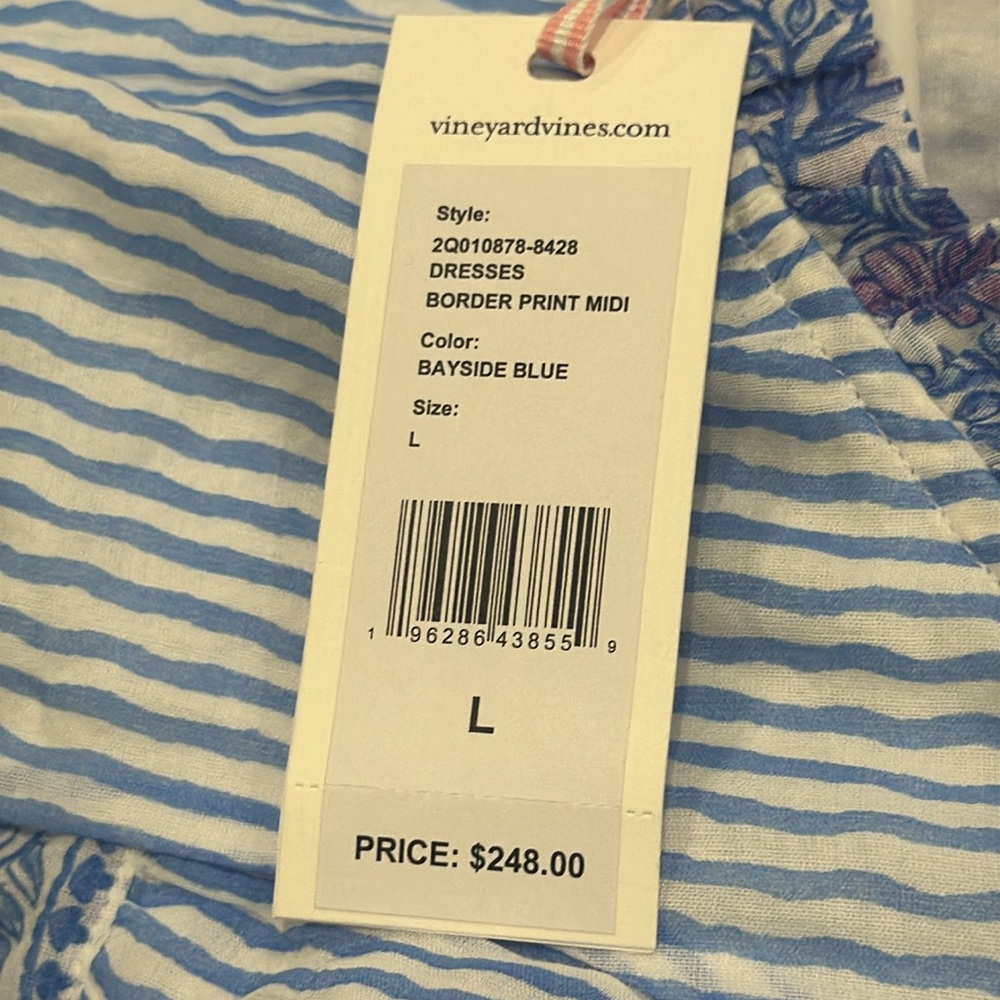 vineyardvines.com
Style:
2Q010878-8428
DRESSES
BORDER PRINT MIDI
Color:
BAYSIDE BLUE
Size:
L
1 96286 43855 9
L
PRICE: $248.00